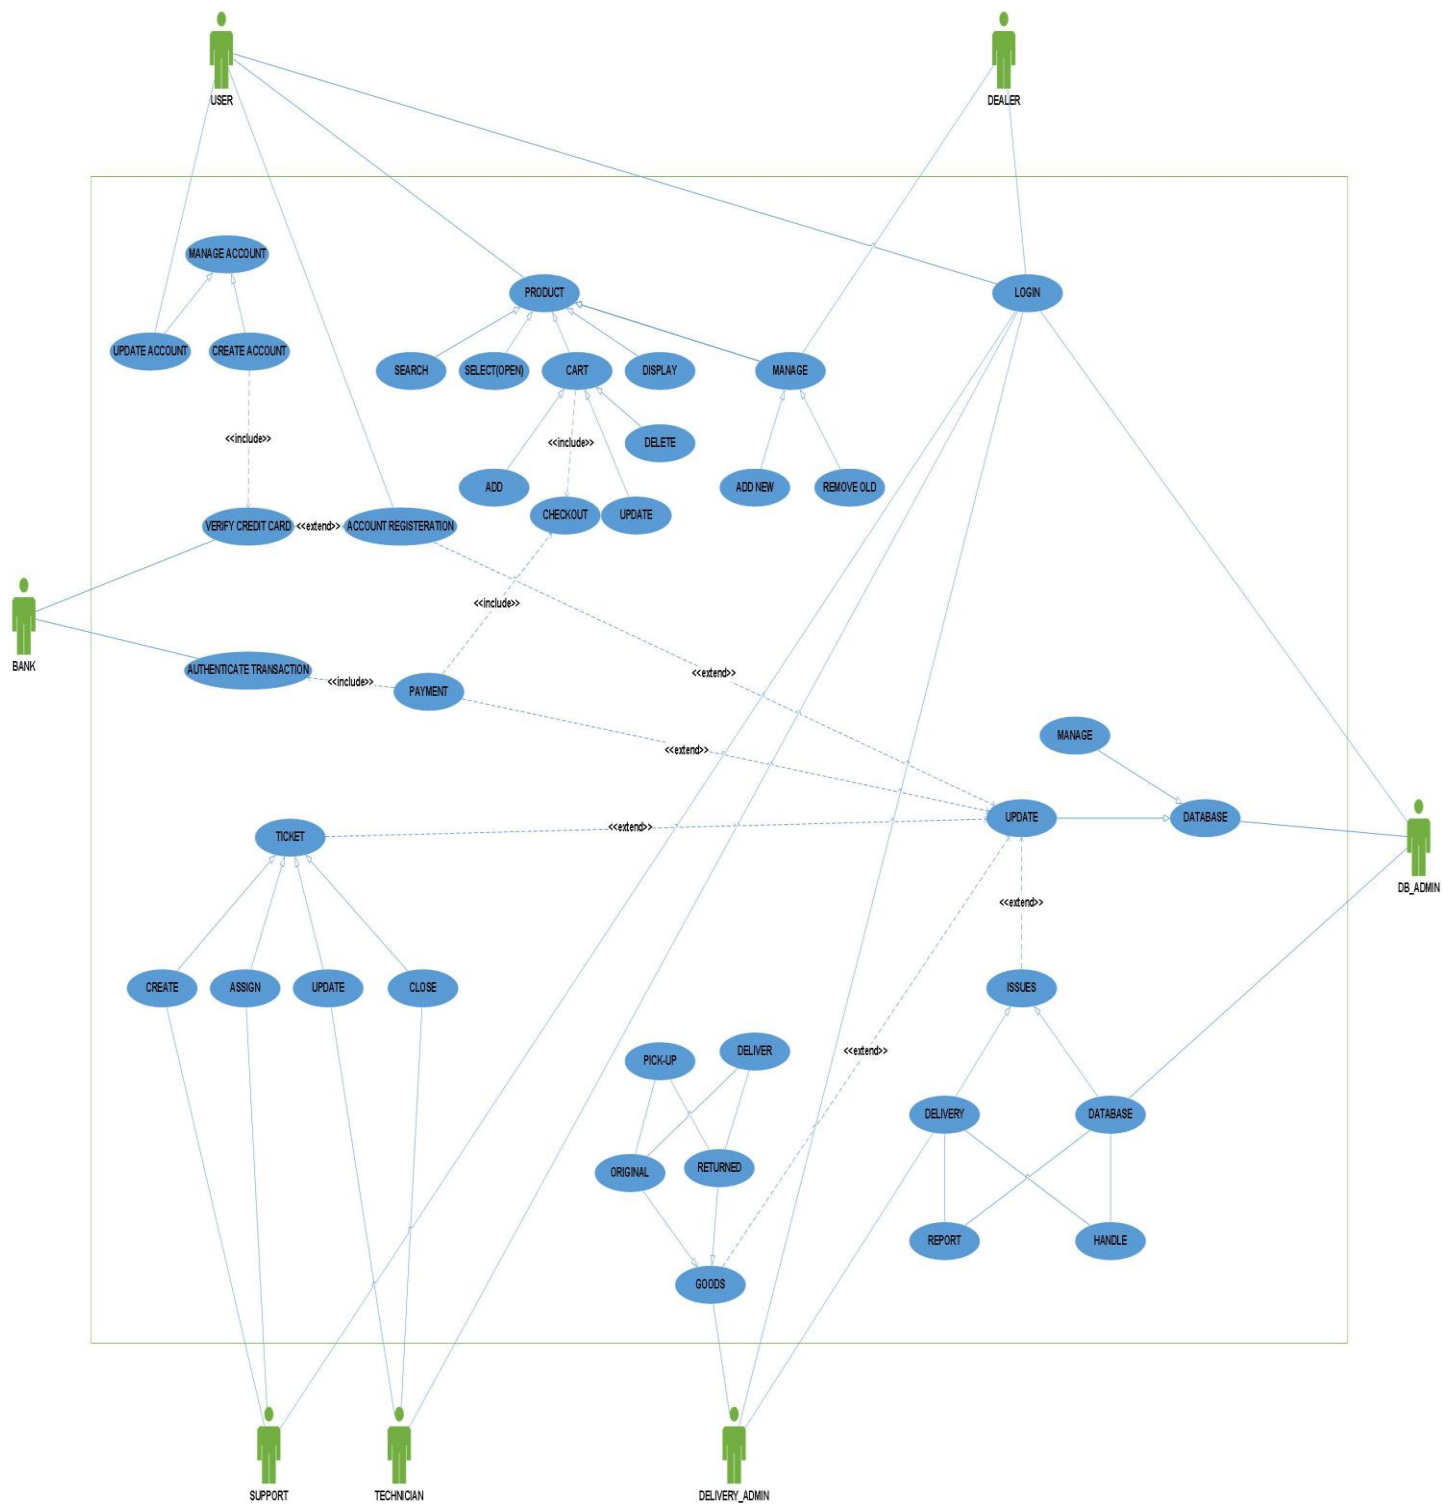 USER
DEALER
MANAGE ACCOUNT
PRODUCT
LOGIN
UPDATE ACCOUNT
CREATE ACCOUNT
SEARCH
SELECT(OPEN)
CART
DISPLAY
MANAGE
<<include>>
<<include>>
DELETE
ADD
ADD NEW
REMOVE OLD
CHECKOUT
UPDATE
VERIFY CREDIT CARD
<<extend>>
ACCOUNT REGISTERATION
<<include>>
BANK
AUTHENTICATE TRANSACTION
<<include>>
PAYMENT
<<extend>>
<<extend>>
MANAGE
UPDATE
DATABASE
TICKET
<<extend>>
DB_ADMIN
<<extend>>
CREATE
ASSIGN
UPDATE
CLOSE
ISSUES
PICK-UP
DELIVER
<<extend>>
DELIVERY
DATABASE
ORIGINAL
RETURNED
REPORT
HANDLE
GOODS
SUPPORT
TECHNICIAN
DELIVERY_ADMIN